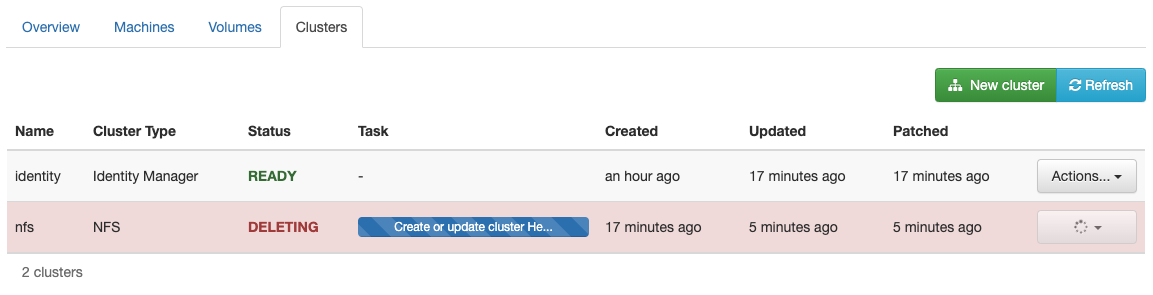 Overview Machines Volumes Clusters
New cluster Refresh
Name Cluster Type Status Task Created Updated Patched
identity Identity Manager READY - an hour ago 17 minutes ago 17 minutes ago Actions...
nfs NFS DELETING Create or update cluster He... 17 minutes ago 5 minutes ago 5 minutes ago
2 clusters